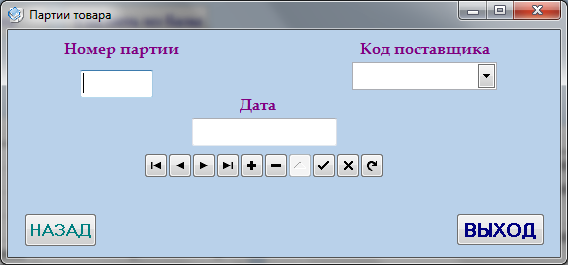 Партии товара
Номер партии
Код поставщика
Дата
НАЗАД
ВЫХОД